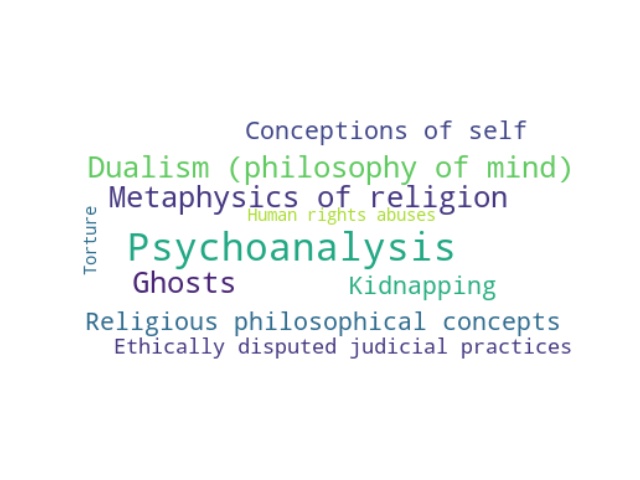 Conceptions of self
Dualism (philosophy of mind)
Metaphysics of religion
Human rights abuses
Torture
Psychoanalysis
Ghosts
Kidnapping
Religious philosophical concepts
Ethically disputed judicial practices